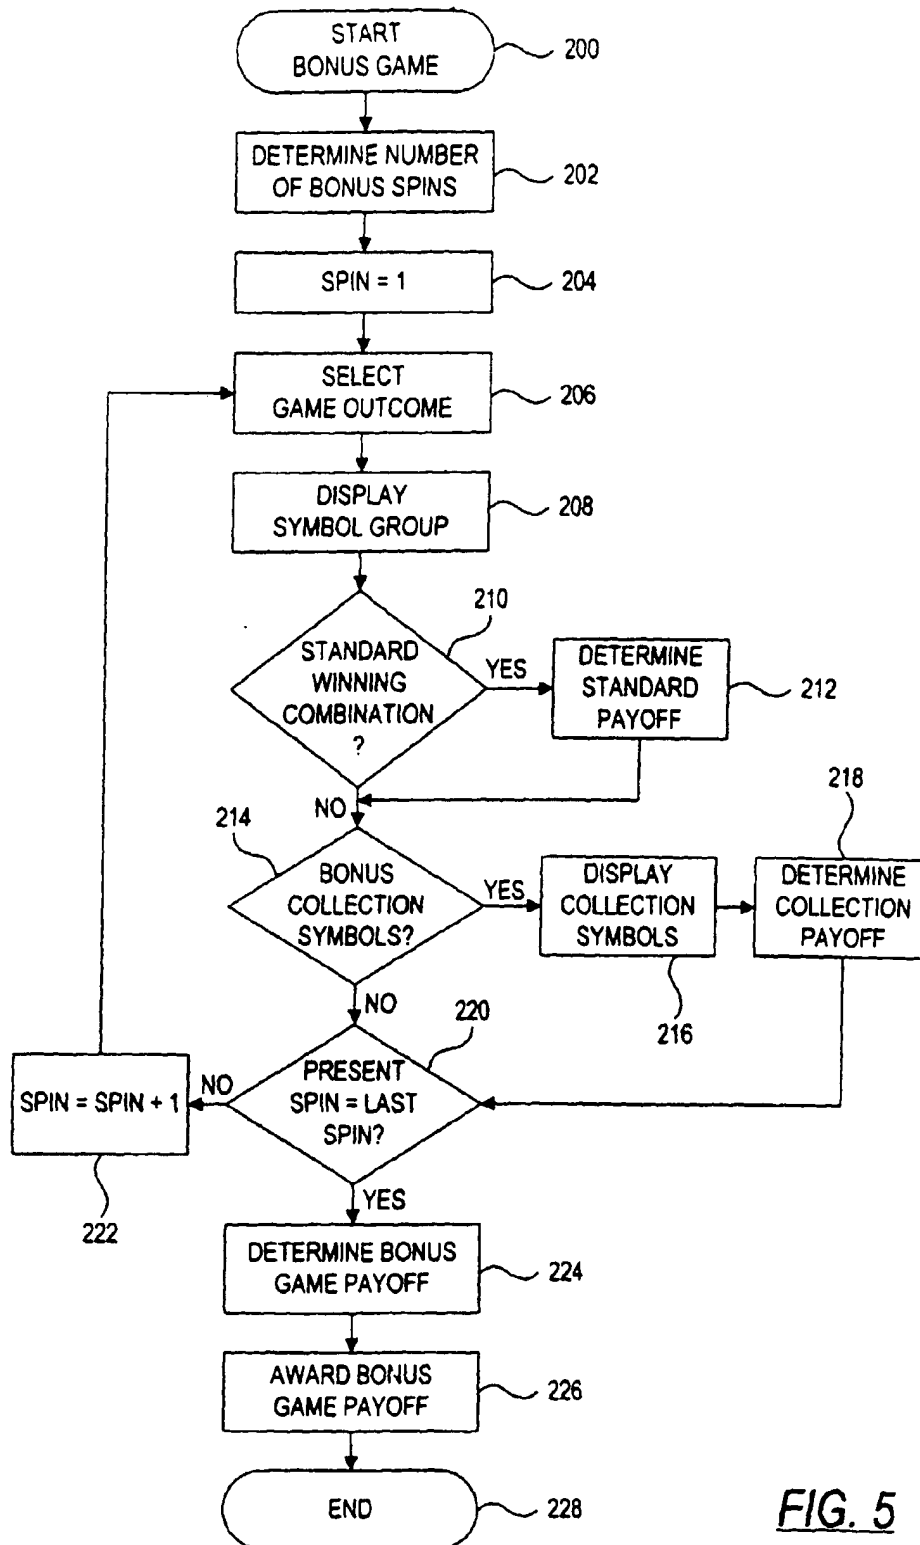 START
BONUS GAME
200
DETERMINE NUMBER
OF BONUS SPINS
202
SPIN = 1
204
SELECT
GAME OUTCOME
206
DISPLAY
SYMBOL GROUP
208
210
STANDARD
WINNING
COMBINATION
?
YES
DETERMINE
STANDARD
PAYOFF
212
NO
214
BONUS
COLLECTION
SYMBOLS?
YES
DISPLAY
COLLECTION
SYMBOLS
216
218
DETERMINE
COLLECTION
PAYOFF
NO
220
PRESENT
SPIN = LAST
SPIN?
NO
SPIN = SPIN + 1
222
YES
DETERMINE BONUS
GAME PAYOFF
224
AWARD BONUS
GAME PAYOFF
226
END
228
FIG. 5